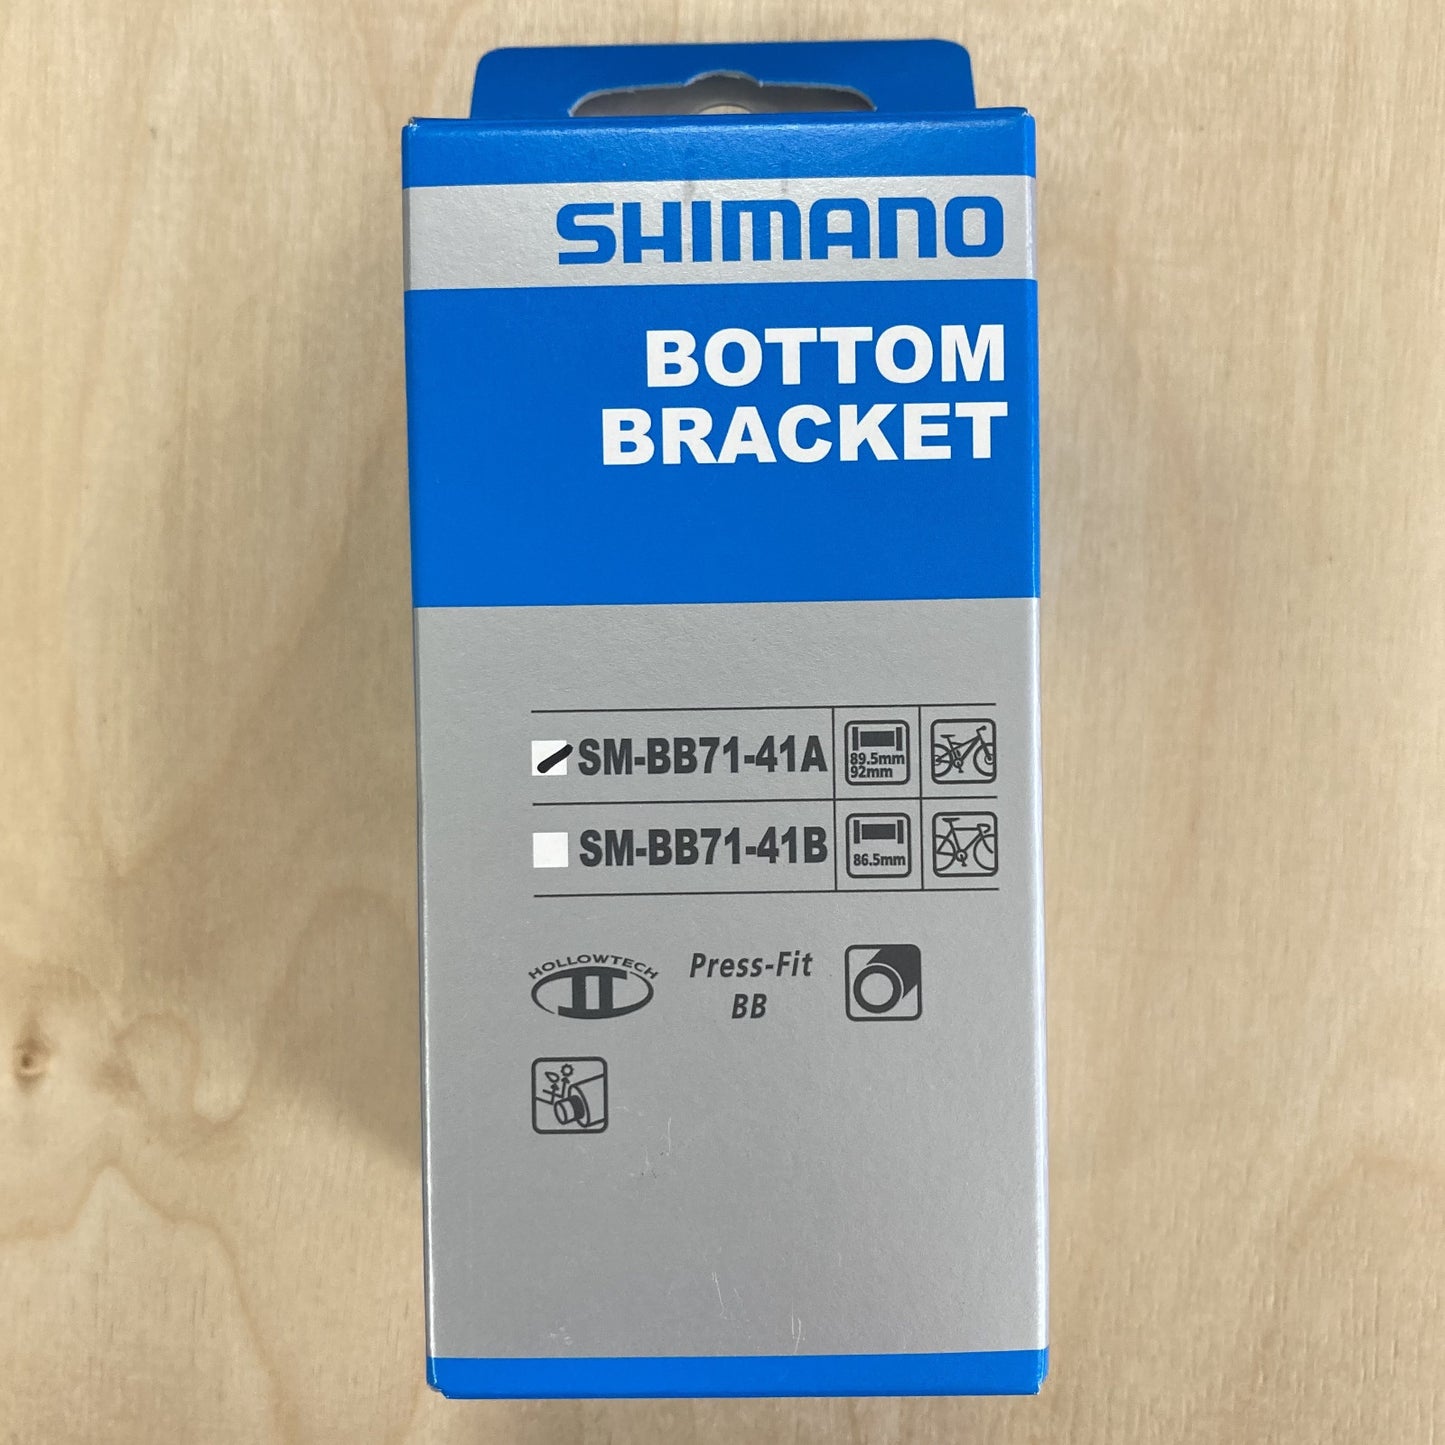 SHIMANO
BOTTOM
BRACKET
SM-BB71-41A
89.5mm
92mm
SM-BB71-41B
86.5mm
HOLLOWTECH
II
Press-Fit
BB